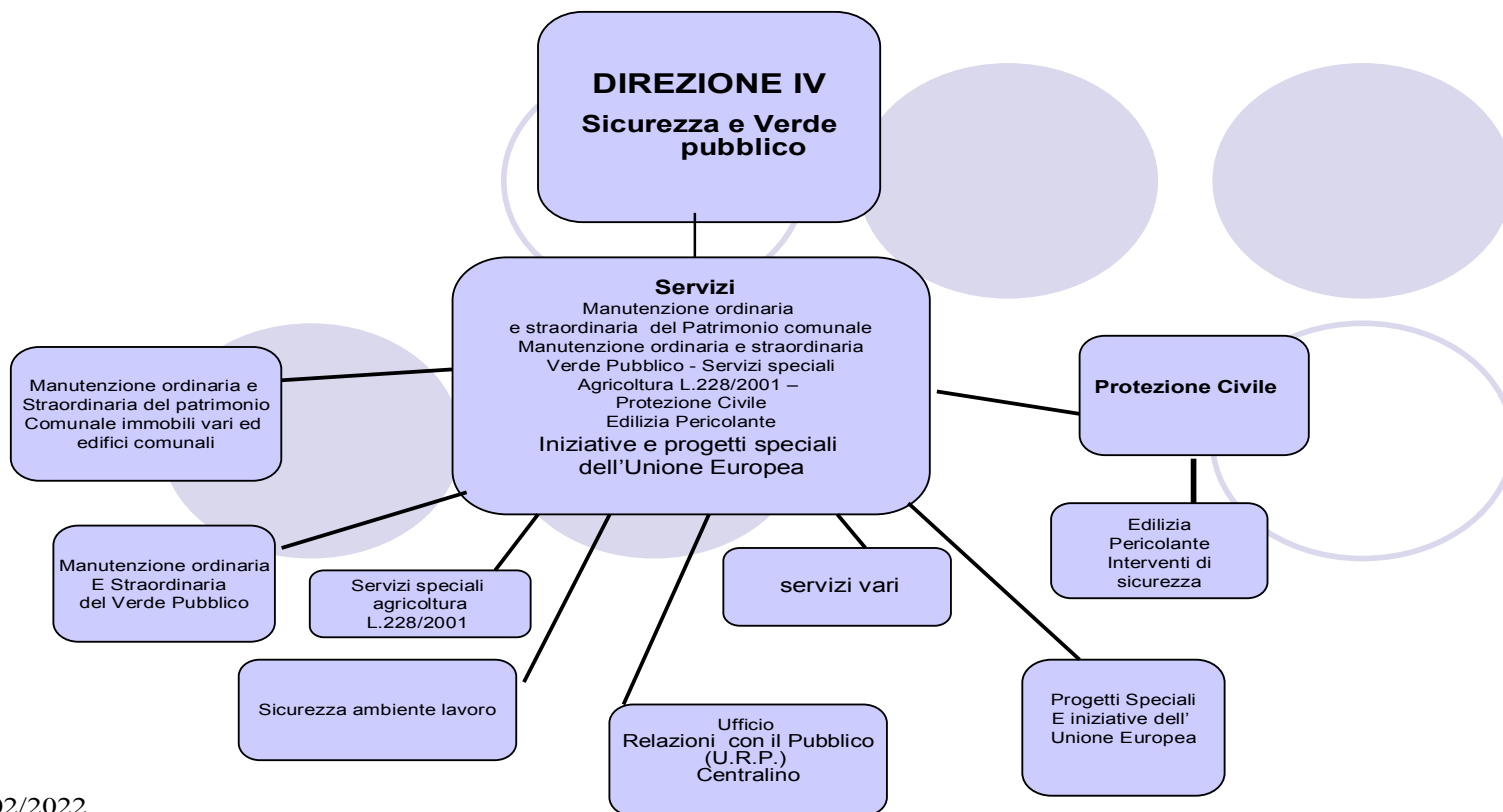 DIREZIONE IV
Sicurezza e Verde
pubblico
Servizi
Manutenzione ordinaria
e straordinaria del Patrimonio comunale
Manutenzione ordinaria e straordinaria
Verde Pubblico - Servizi speciali
Agricoltura L.228/2001 –
Protezione Civile
Edilizia Pericolante
Iniziative e progetti speciali
dell’Unione Europea
Manutenzione ordinaria e
Straordinaria del patrimonio
Comunale immobili vari ed
edifici comunali
Protezione Civile
Manutenzione ordinaria
E Straordinaria
del Verde Pubblico
Servizi speciali
agricoltura
L.228/2001
servizi vari
Edilizia
Pericolante
Interventi di
sicurezza
Sicurezza ambiente lavoro
Ufficio
Relazioni con il Pubblico
(U.R.P.)
Centralino
Progetti Speciali
E iniziative dell’
Unione Europea
02/2022